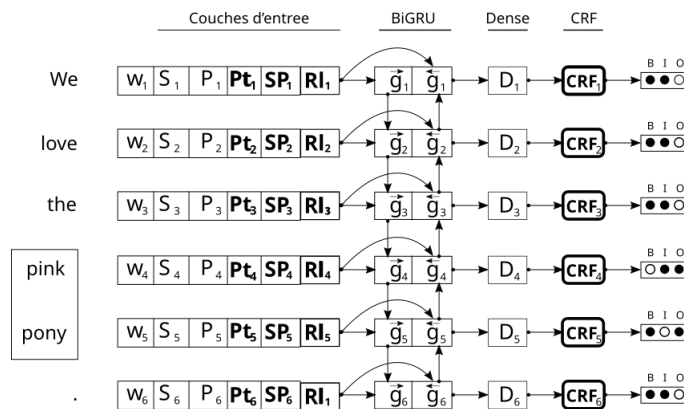 Couches d'entree BiGRU Dense CRF
B I O
We w1 S1 P1 Pt1 SP1 RI1 g1 g1 D1 CRF1
B I O
love w2 S2 P2 Pt2 SP2 RI2 g2 g2 D2 CRF2
B I O
the w3 S3 P3 Pt3 SP3 RI3 g3 g3 D3 CRF3
B I O
pink w4 S4 P4 Pt4 SP4 RI4 g4 g4 D4 CRF4
B I O
pony w5 S5 P5 Pt5 SP5 RI5 g5 g5 D5 CRF5
B I O
. w6 S6 P6 Pt6 SP6 RI1 g6 g6 D6 CRF6